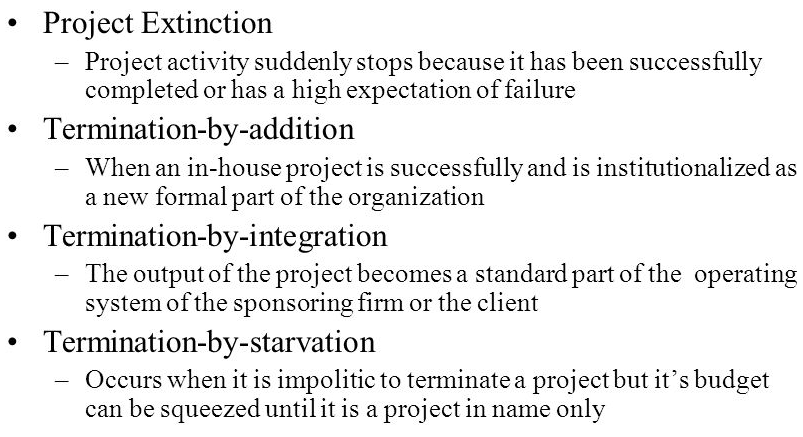 • Project Extinction
– Project activity suddenly stops because it has been successfully
completed or has a high expectation of failure
• Termination-by-addition
– When an in-house project is successfully and is institutionalized as
a new formal part of the organization
• Termination-by-integration
– The output of the project becomes a standard part of the operating
system of the sponsoring firm or the client
• Termination-by-starvation
– Occurs when it is impolitic to terminate a project but it’s budget
can be squeezed until it is a project in name only